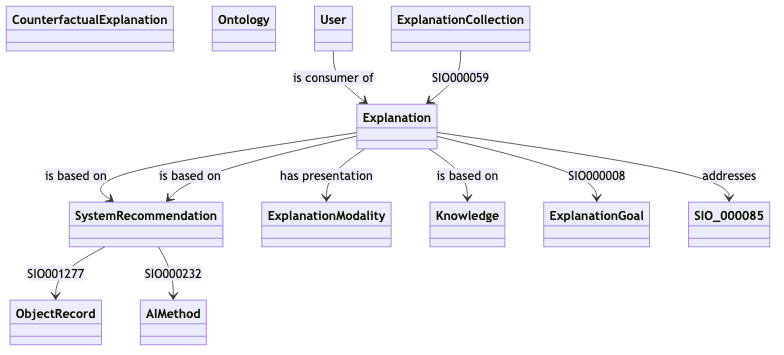 CounterfactualExplanation
Ontology
User
ExplanationCollection
is consumer of
SIO000059
Explanation
is based on
is based on
has presentation
is based on
SIO000008
addresses
SystemRecommendation
ExplanationModality
Knowledge
ExplanationGoal
SIO_000085
SIO001277
SIO000232
ObjectRecord
AIMethod